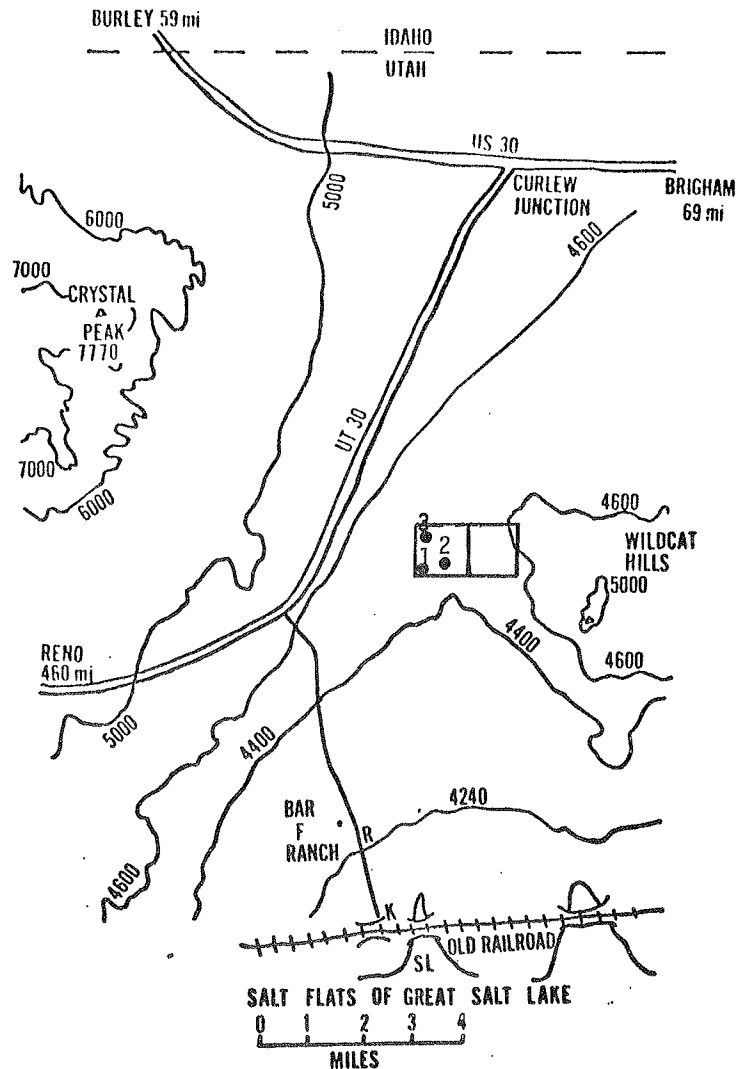 BURLEY 59 mi
IDAHO
UTAH
US 30
CURLEW
JUNCTION
BRIGHAM
69 mi
5000
4600
6000
7000
CRYSTAL
PEAK
7770
7000
6000
UT 30
3
1 2
4600
WILDCAT
HILLS
5000
4400
4600
RENO
460 mi
5000
4400
4240
BAR
F
RANCH
R
4600
K
OLD RAILROAD
SL
SALT FLATS OF GREAT SALT LAKE
0 1 2 3 4
MILES